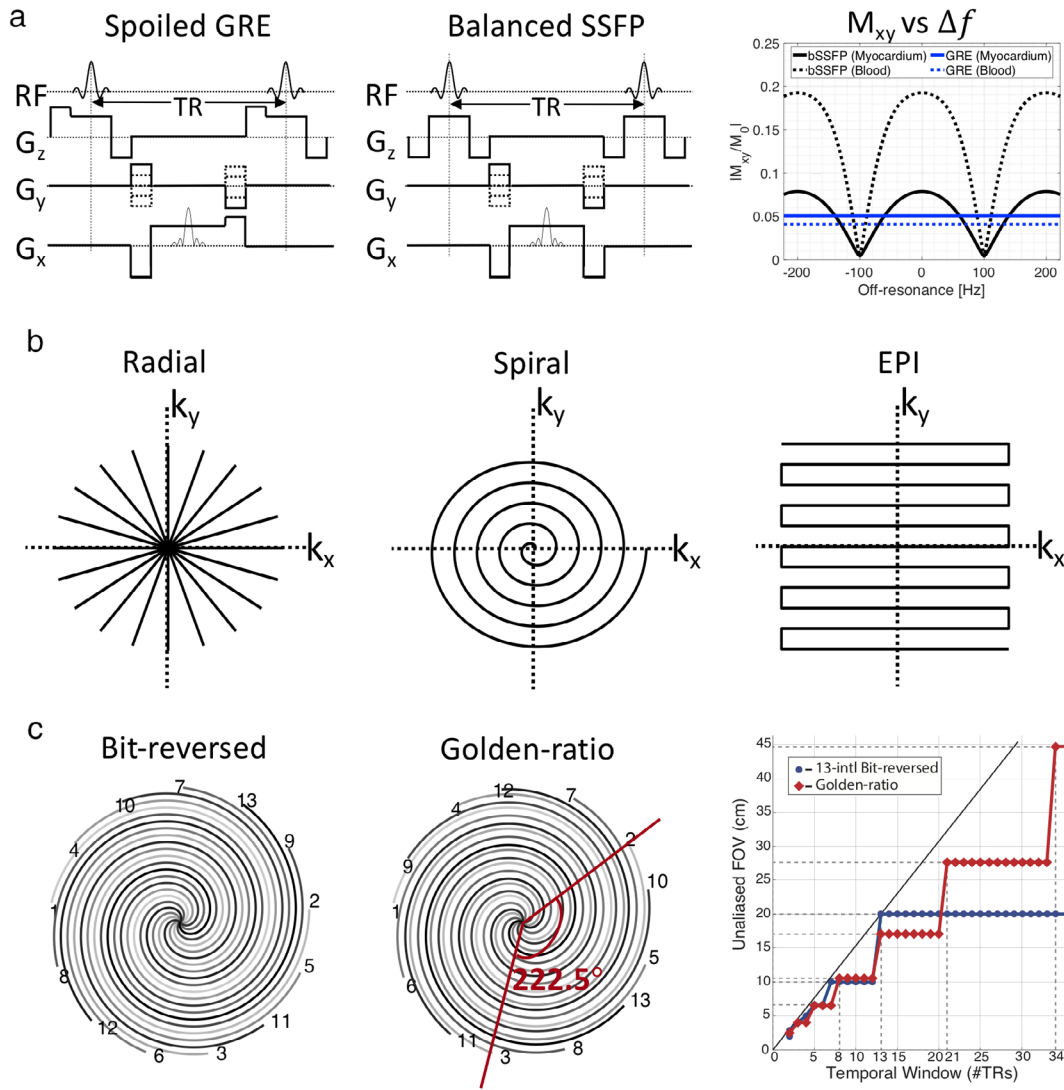 a
Spoiled GRE
Balanced SSFP
Mxy vs Δf
RF
TR
Gz
Gy
Gx
RF
TR
Gz
Gy
Gx
bSSFP (Myocardium)
GRE (Myocardium)
bSSFP (Blood)
GRE (Blood)
|Mxy/M0|
0.25
0.2
0.15
0.1
0.05
0
-200
-100
0
100
200
Off-resonance [Hz]
b
Radial
Spiral
EPI
ky
kx
ky
kx
ky
kx
c
Bit-reversed
Golden-ratio
7
13
10
9
4
2
1
5
8
11
12
6
3
12
7
4
2
9
10
1
5
6
222.5°
13
11
3
8
13-intl Bit-reversed
Golden-ratio
Unaliased FOV (cm)
45
40
35
30
25
20
15
10
5
0
0
5
8
10
13
15
20
21
25
30
34
Temporal Window (#TRs)